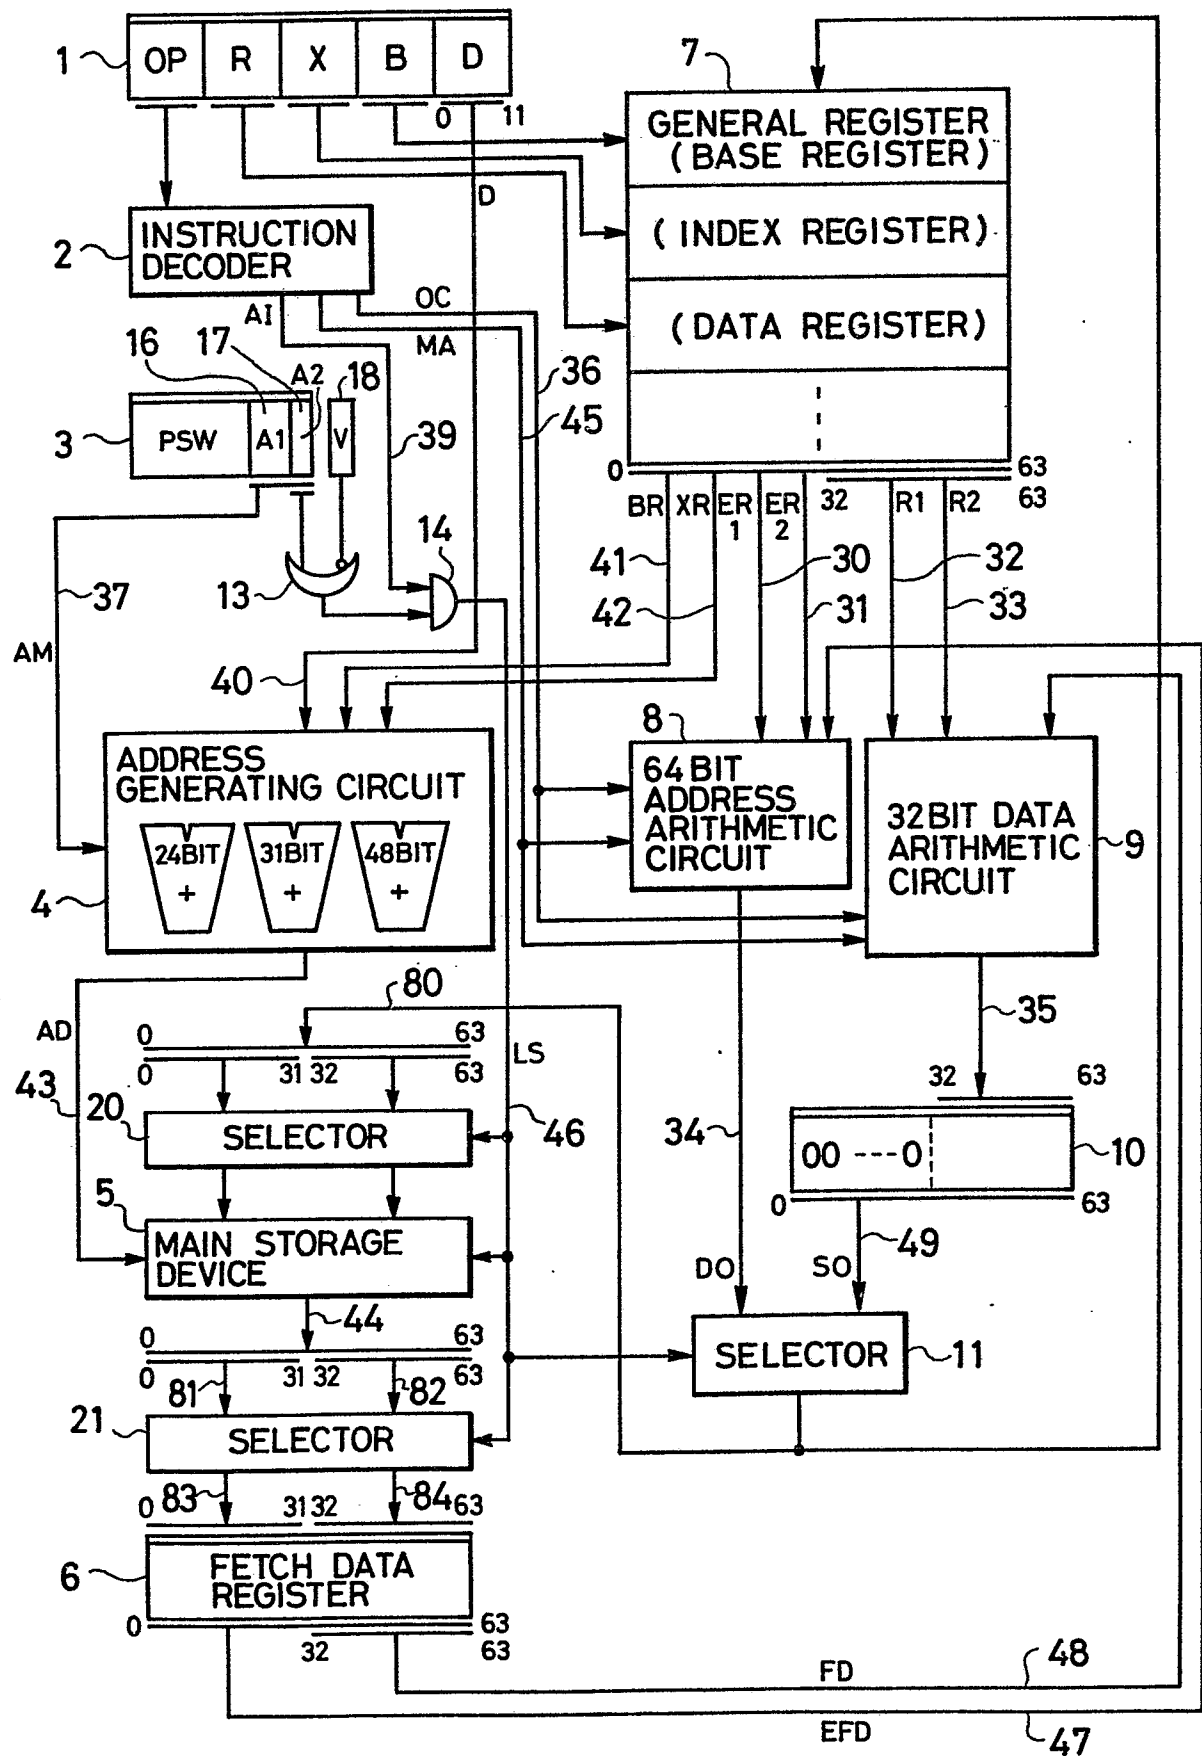 1 OP R X B D
0 11
7
GENERAL REGISTER
(BASE REGISTER)
(INDEX REGISTER)
(DATA REGISTER)
D
2 INSTRUCTION
DECODER
AI
OC
MA
16 17 A2 18
3 PSW A1 V
39
36
45
0 63
BR XR ER ER 32 R1 R2 63
1 2
14
13
37
41
42
30
31
32
33
AM
40
ADDRESS
GENERATING CIRCUIT
24BIT 31BIT 48BIT
+ + +
4
8
64BIT
ADDRESS
ARITHMETIC
CIRCUIT
32BIT DATA
ARITHMETIC
CIRCUIT
9
80
35
AD
43
0 63
0 31 32 63
LS
46
20 SELECTOR
34
32 63
00 ---0
10
0 63
49
5
MAIN STORAGE
DEVICE
DO SO
44
0 63
0 31 32 63
81 82
SELECTOR 11
21 SELECTOR
0 83 31 32 84 63
6 FETCH DATA
REGISTER
0 63
32 63
FD 48
EFD 47